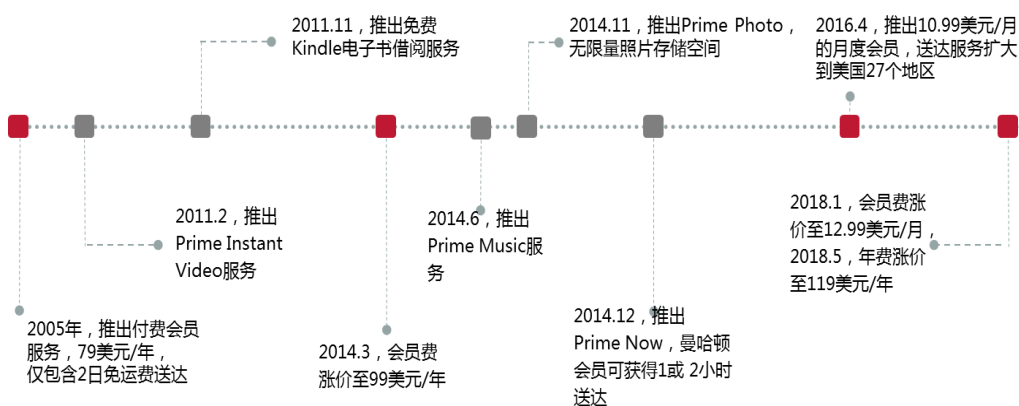 2011.11，推出免费
Kindle电子书借阅服务
2014.11，推出Prime Photo，
无限量照片存储空间
2016.4，推出10.99美元/月
的月度会员，送达服务扩大
到美国27个地区
2011.2，推出
Prime Instant
Video服务
2014.6，推出
Prime Music服
务
2018.1，会员费涨
价至12.99美元/月，
2018.5，年费涨价
至119美元/年
2005年，推出付费会员
服务，79美元/年，
仅包含2日免运费送达
2014.3，会员费
涨价至99美元/年
2014.12，推出
Prime Now，曼哈顿
会员可获得1或 2小时
送达